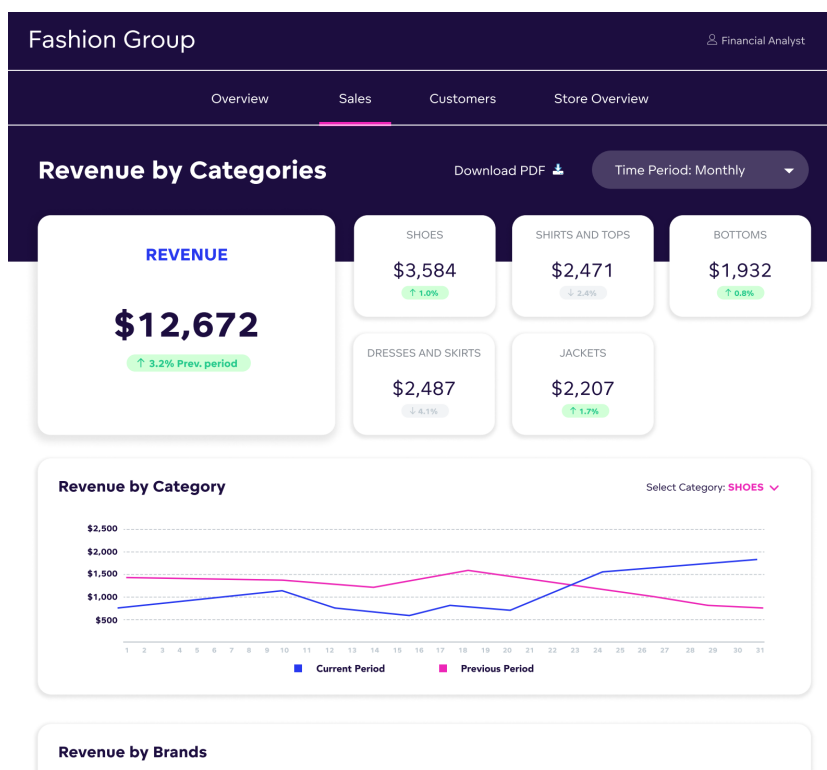 Fashion Group
Financial Analyst
Overview Sales Customers Store Overview
Revenue by Categories
Download PDF
Time Period: Monthly
REVENUE
$12,672
↑ 3.2% Prev. period
SHOES
$3,584
↑ 1.0%
SHIRTS AND TOPS
$2,471
↓ 2.4%
BOTTOMS
$1,932
↑ 0.8%
DRESSES AND SKIRTS
$2,487
↓ 4.1%
JACKETS
$2,207
↑ 1.7%
Revenue by Category
Select Category: SHOES
$2,500
$2,000
$1,500
$1,000
$500
1 2 3 4 5 6 7 8 9 10 11 12 13 14 15 16 17 18 19 20 21 22 23 24 25 26 27 28 29 30 31
Current Period Previous Period
Revenue by Brands